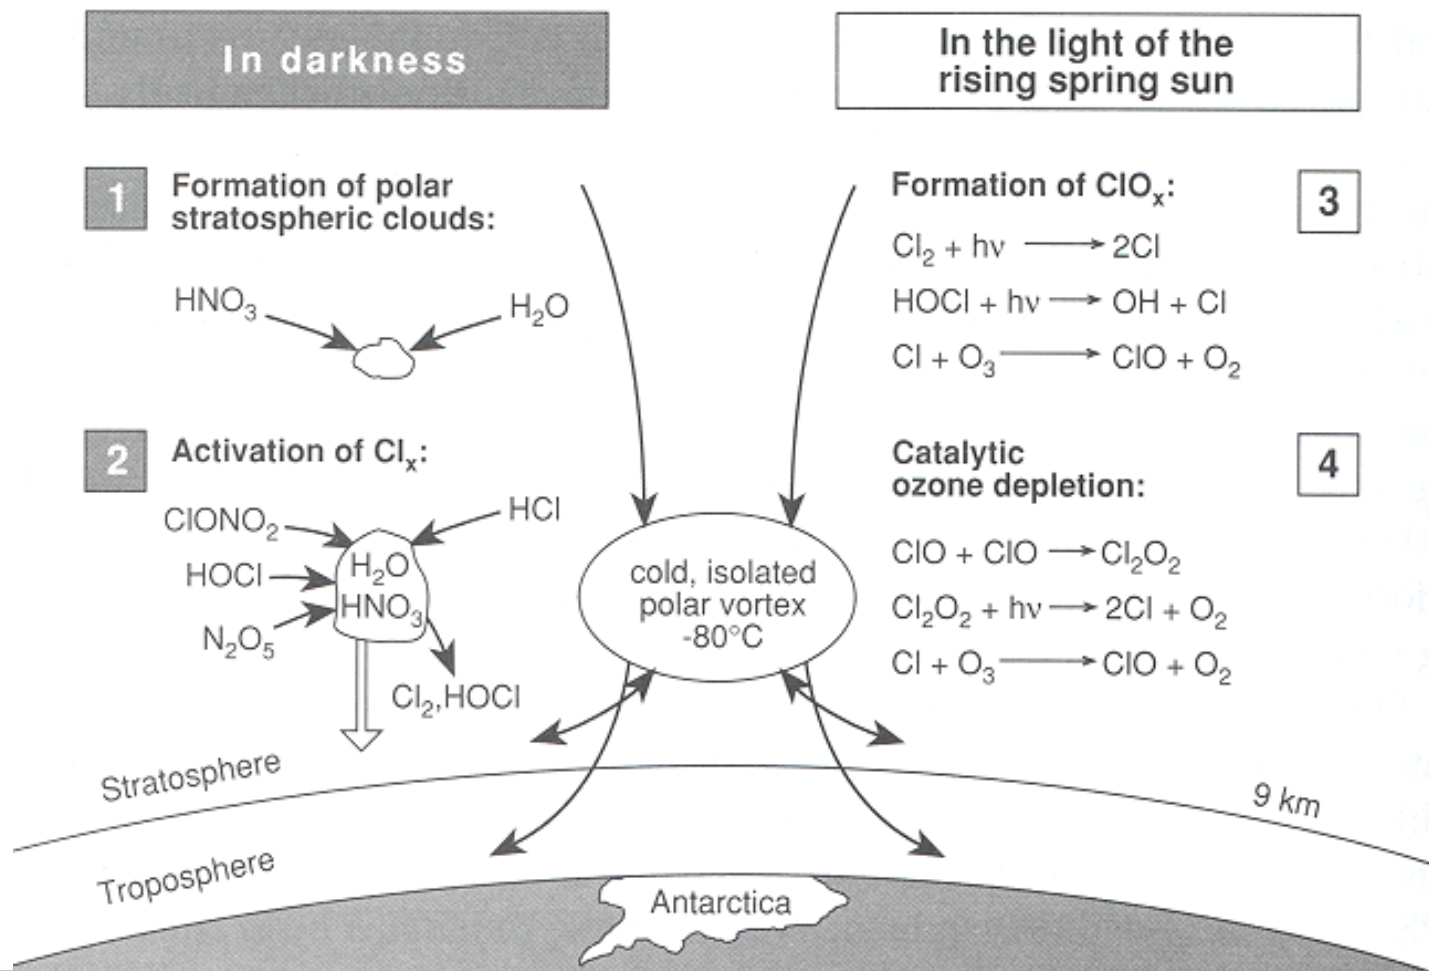 In darkness
In the light of the
rising spring sun
1
Formation of polar
stratospheric clouds:
HNO₃
H₂O
2
Activation of Clₓ:
ClONO₂
HCl
HOCl
H₂O
HNO₃
N₂O₅
Cl₂,HOCl
3
Formation of ClOₓ:
Cl₂ + hν ⟶ 2Cl
HOCl + hν ⟶ OH + Cl
Cl + O₃ ⟶ ClO + O₂
4
Catalytic
ozone depletion:
ClO + ClO ⟶ Cl₂O₂
Cl₂O₂ + hν ⟶ 2Cl + O₂
Cl + O₃ ⟶ ClO + O₂
cold, isolated
polar vortex
-80°C
Stratosphere
9 km
Troposphere
Antarctica